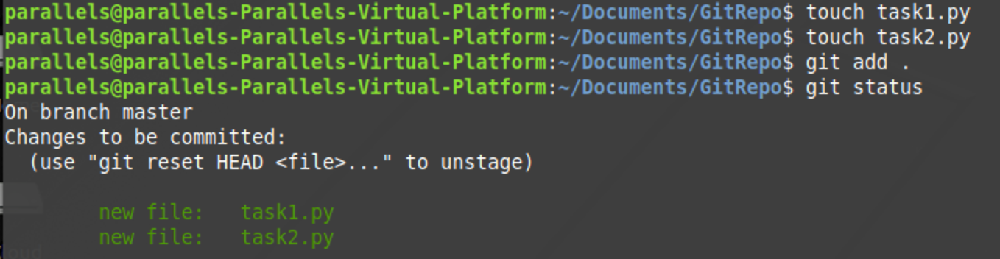 parallels@parallels-Parallels-Virtual-Platform:~/Documents/GitRepo$ touch task1.py
parallels@parallels-Parallels-Virtual-Platform:~/Documents/GitRepo$ touch task2.py
parallels@parallels-Parallels-Virtual-Platform:~/Documents/GitRepo$ git add .
parallels@parallels-Parallels-Virtual-Platform:~/Documents/GitRepo$ git status
On branch master
Changes to be committed:
  (use "git reset HEAD <file>..." to unstage)

        new file:   task1.py
        new file:   task2.py